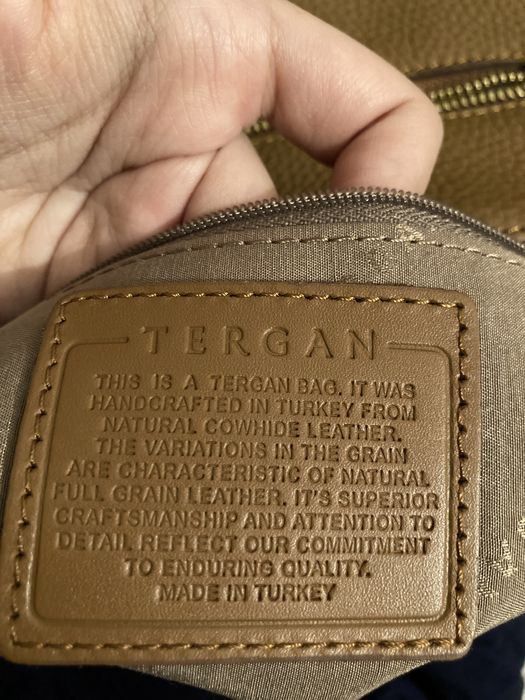 TERGAN
THIS IS A TERGAN BAG. IT WAS
HANDCRAFTED IN TURKEY FROM
NATURAL COWHIDE LEATHER.
THE VARIATIONS IN THE GRAIN
ARE CHARACTERISTIC OF NATURAL
FULL GRAIN LEATHER. IT'S SUPERIOR
CRAFTSMANSHIP AND ATTENTION TO
DETAIL REFLECT OUR COMMITMENT
TO ENDURING QUALITY.
MADE IN TURKEY